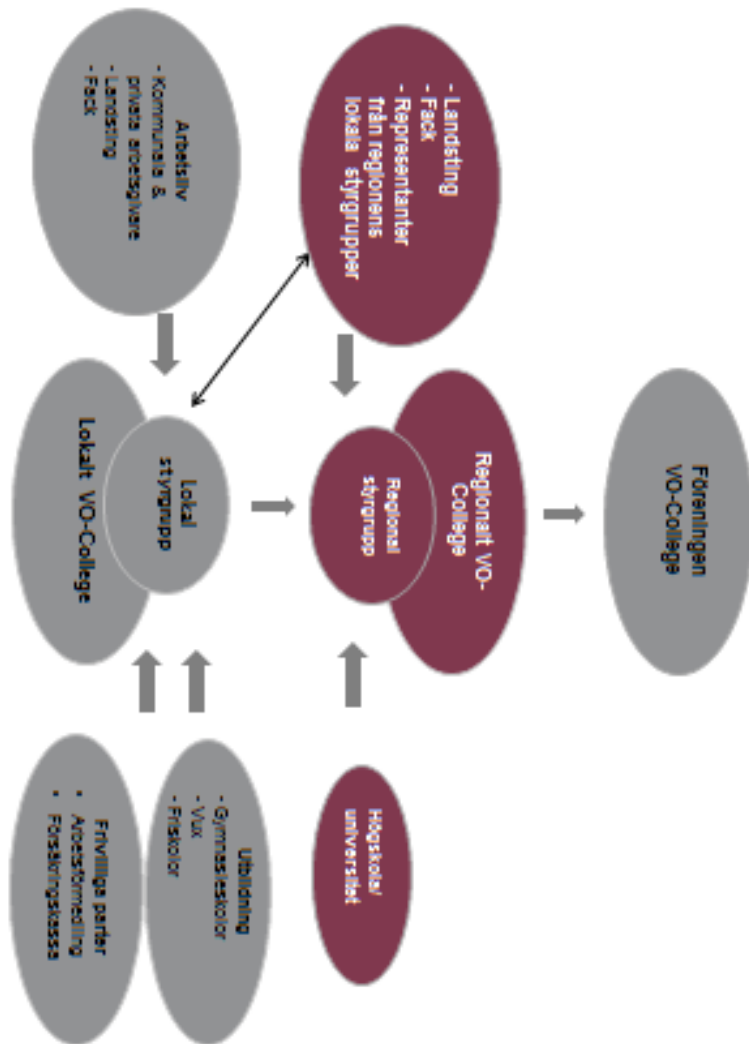 Föreningen
VO-College
Regionalt VO-
College
Regional
styrgrupp
- Landsting
- Fack
- Representanter
från regionens
lokala styrgrupper
Högskola/
universitet
Arbetsliv
- Kommunala &
privata arbetsgivare
- Landsting
- Fack
Lokal
styrgrupp
Lokalt VO-College
Utbildning
- Gymnasieskolor
- Vux
- Friskolor
Frivilliga parter
• Arbetsförmedling
• Försäkringskassa